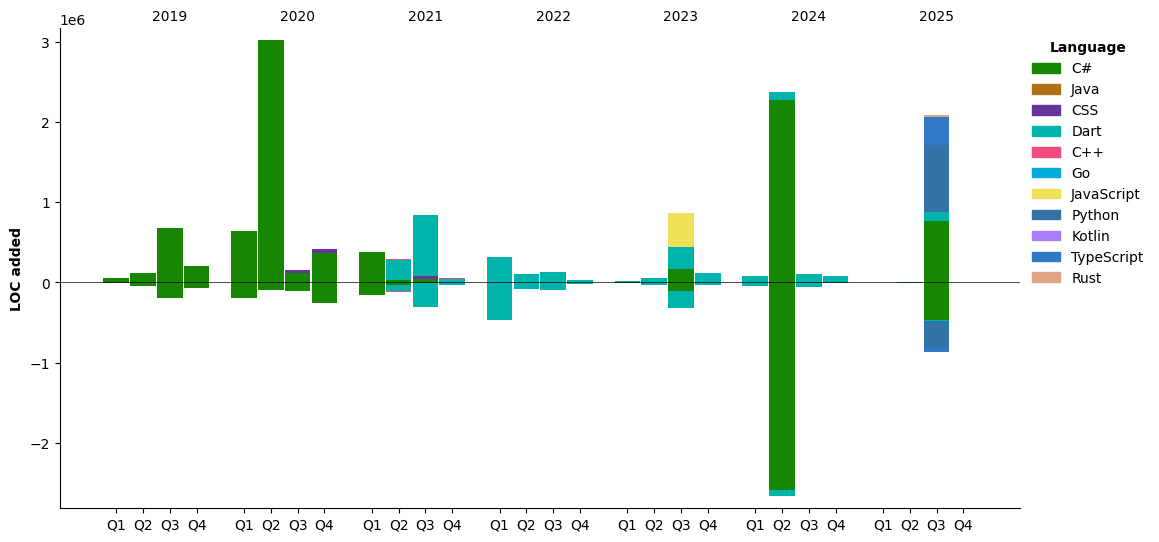 1e6
2019 2020 2021 2022 2023 2024 2025
3
2
1
0
−1
−2
LOC added
Q1 Q2 Q3 Q4 Q1 Q2 Q3 Q4 Q1 Q2 Q3 Q4 Q1 Q2 Q3 Q4 Q1 Q2 Q3 Q4 Q1 Q2 Q3 Q4 Q1 Q2 Q3 Q4
Language
C#
Java
CSS
Dart
C++
Go
JavaScript
Python
Kotlin
TypeScript
Rust